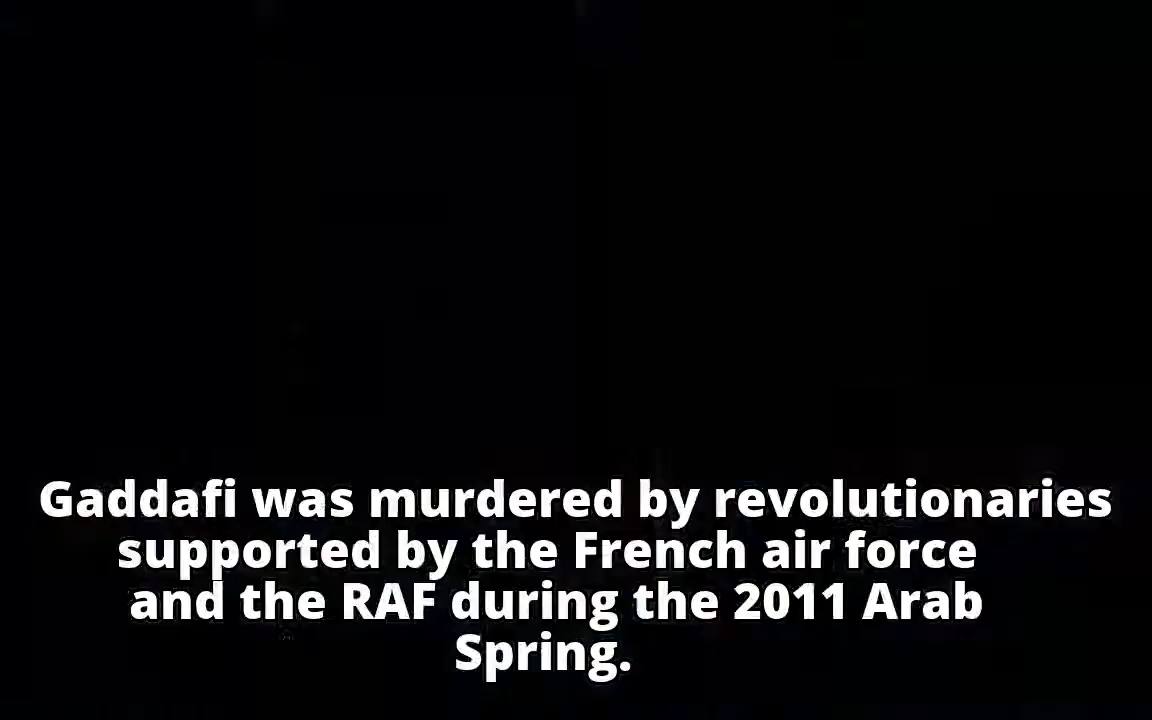 Gaddafi was murdered by revolutionaries
supported by the French air force
and the RAF during the 2011 Arab
Spring.